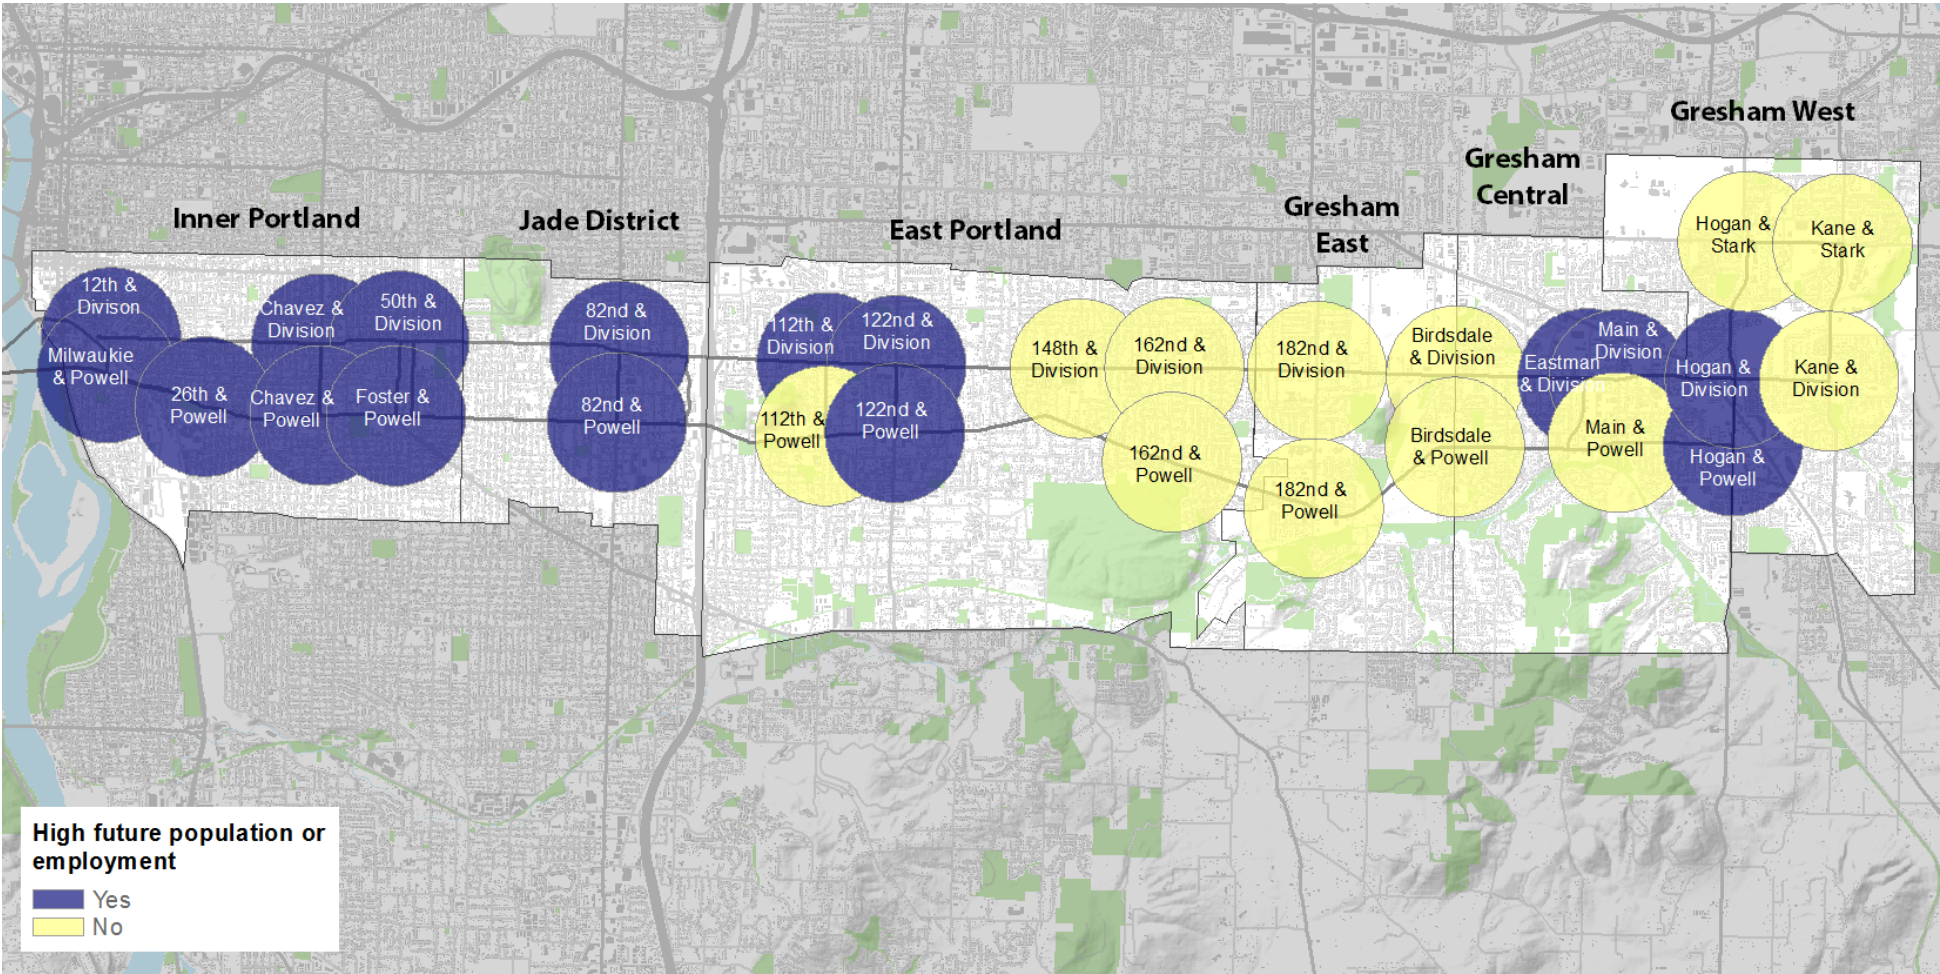 Gresham West
Gresham
Central
Gresham
East
Inner Portland
Jade District
East Portland
Hogan &
Stark
Kane &
Stark
12th &
Divison
Chavez &
Division
50th &
Division
82nd &
Division
112th &
Division
122nd &
Division
148th &
Division
162nd &
Division
182nd &
Division
Birdsdale
& Division
Eastman
& Division
Main &
Division
Hogan &
Division
Kane &
Division
Milwaukie
& Powell
26th &
Powell
Chavez &
Powell
Foster &
Powell
82nd &
Powell
112th &
Powell
122nd &
Powell
162nd &
Powell
182nd &
Powell
Birdsdale
& Powell
Main &
Powell
Hogan &
Powell
High future population or
employment
Yes
No